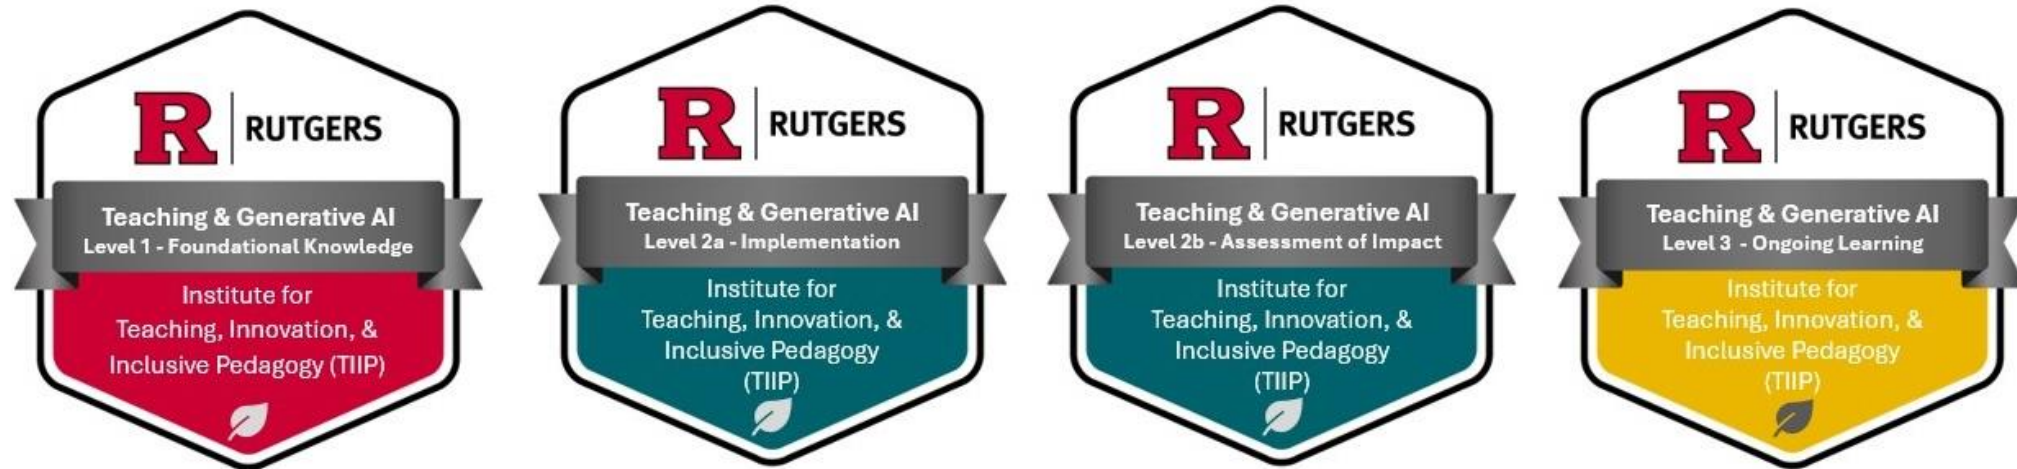 R RUTGERS
Teaching & Generative AI
Level 1 - Foundational Knowledge
Institute for
Teaching, Innovation, &
Inclusive Pedagogy (TIIP)
R RUTGERS
Teaching & Generative AI
Level 2a - Implementation
Institute for
Teaching, Innovation, &
Inclusive Pedagogy
(TIIP)
R RUTGERS
Teaching & Generative AI
Level 2b - Assessment of Impact
Institute for
Teaching, Innovation, &
Inclusive Pedagogy
(TIIP)
R RUTGERS
Teaching & Generative AI
Level 3 - Ongoing Learning
Institute for
Teaching, Innovation, &
Inclusive Pedagogy
(TIIP)